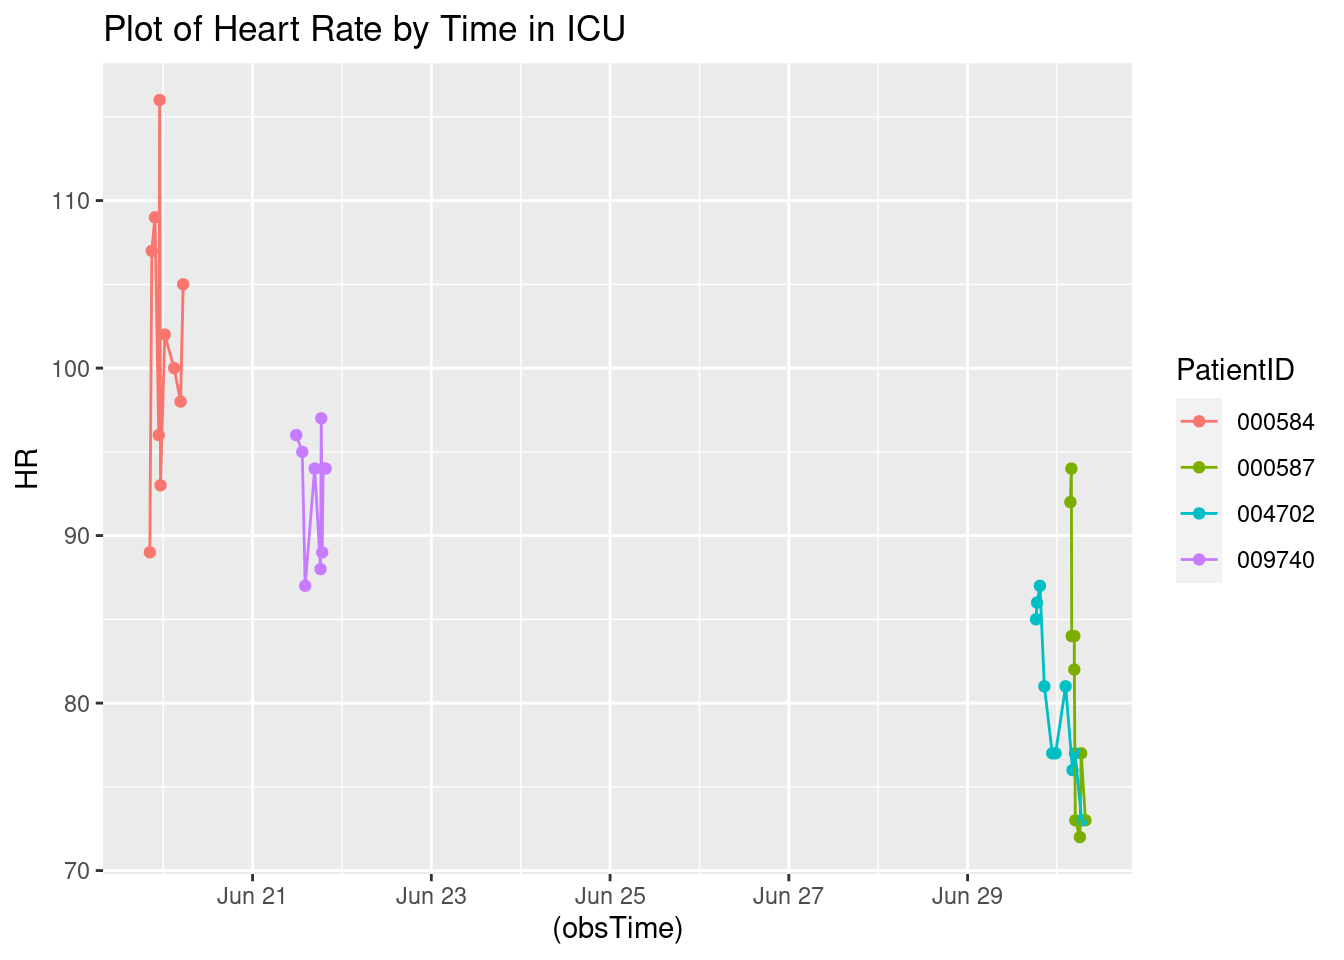 Plot of Heart Rate by Time in ICU
110
100
90
80
70
HR
Jun 21 Jun 23 Jun 25 Jun 27 Jun 29
(obsTime)
PatientID
000584
000587
004702
009740